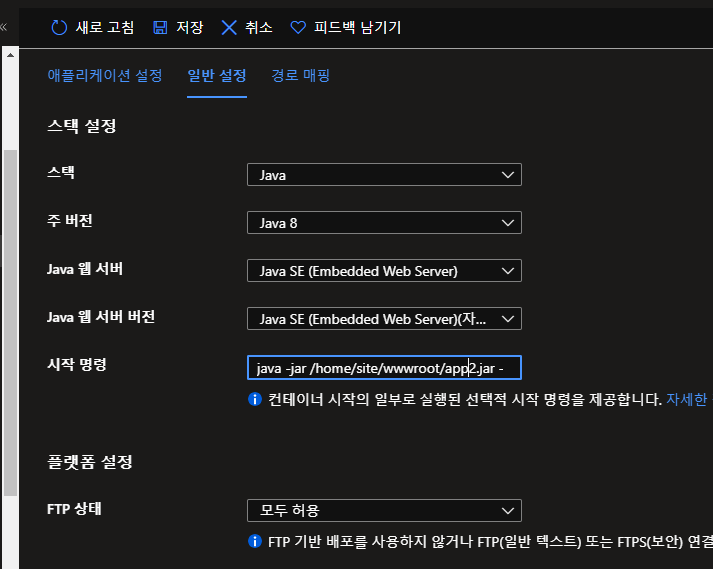 « 새로 고침 저장 취소 피드백 남기기
애플리케이션 설정 일반 설정 경로 매핑
스택 설정
스택 Java
주 버전 Java 8
Java 웹 서버 Java SE (Embedded Web Server)
Java 웹 서버 버전 Java SE (Embedded Web Server)(자...
시작 명령 java -jar /home/site/wwwroot/app2.jar -
컨테이너 시작의 일부로 실행된 선택적 시작 명령을 제공합니다. 자세한
플랫폼 설정
FTP 상태 모두 허용
FTP 기반 배포를 사용하지 않거나 FTP(일반 텍스트) 또는 FTPS(보안) 연결